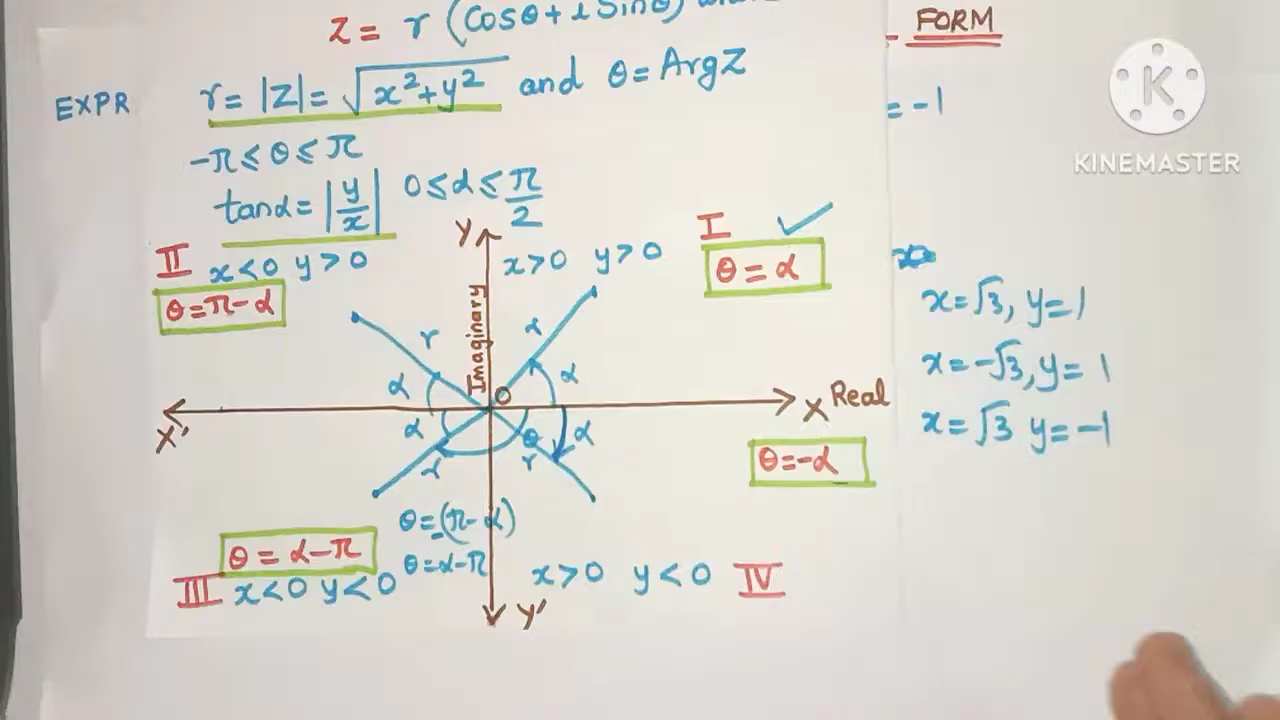 Z = r (Cosθ + i Sinθ)
FORM
EXPR
r = |Z| = √x²+y² and θ = ArgZ
= -1
KINEMASTER
-π ≤ θ ≤ π
tanα = |y/x| 0 ≤ α ≤ π/2
II x<0 y>0
θ = π-α
Y
x>0 y>0
I ✓
θ = α
x=√3, y=1
x=-√3, y=1
x=√3 y=-1
Imaginary
r
α
α
α
O
X'
X Real
α
r
θ
r
α
θ=-α
θ=(π-α)
θ=α-π
θ = α-π
III x<0 y<0
x>0 y<0 IV
Y'